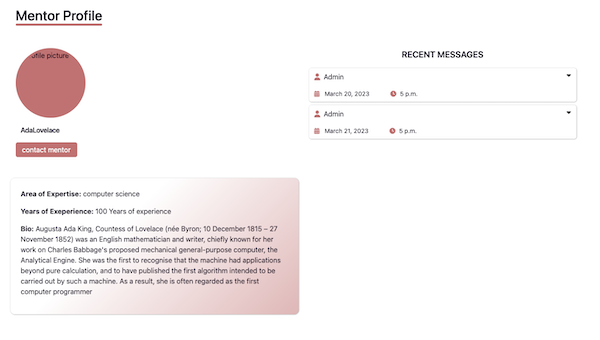 Mentor Profile
ofile picture
AdaLovelace
contact mentor
RECENT MESSAGES
Admin
March 20, 2023 5 p.m.
Admin
March 21, 2023 5 p.m.
Area of Expertise: computer science
Years of Exeperience: 100 Years of experience
Bio: Augusta Ada King, Countess of Lovelace (née Byron; 10 December 1815 – 27
November 1852) was an English mathematician and writer, chiefly known for her
work on Charles Babbage's proposed mechanical general-purpose computer, the
Analytical Engine. She was the first to recognise that the machine had applications
beyond pure calculation, and to have published the first algorithm intended to be
carried out by such a machine. As a result, she is often regarded as the first
computer programmer